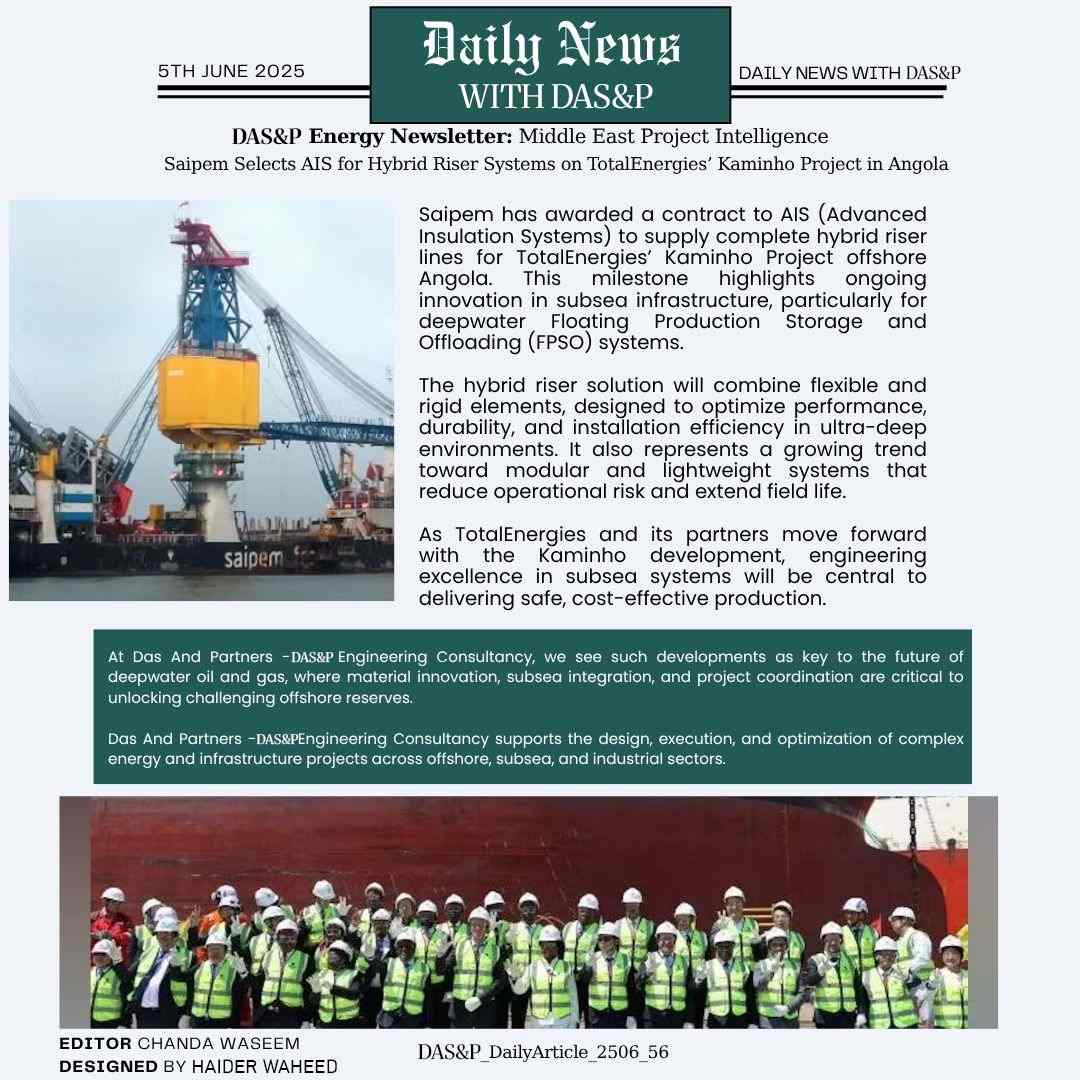 Daily News
WITH DAS&P
5TH JUNE 2025
DAILY NEWS WITH DAS&P
DAS&P Energy Newsletter: Middle East Project Intelligence
Saipem Selects AIS for Hybrid Riser Systems on TotalEnergies’ Kaminho Project in Angola
Saipem has awarded a contract to AIS (Advanced
Insulation Systems) to supply complete hybrid riser
lines for TotalEnergies’ Kaminho Project offshore
Angola. This milestone highlights ongoing
innovation in subsea infrastructure, particularly for
deepwater Floating Production Storage and
Offloading (FPSO) systems.
The hybrid riser solution will combine flexible and
rigid elements, designed to optimize performance,
durability, and installation efficiency in ultra-deep
environments. It also represents a growing trend
toward modular and lightweight systems that
reduce operational risk and extend field life.
As TotalEnergies and its partners move forward
with the Kaminho development, engineering
excellence in subsea systems will be central to
delivering safe, cost-effective production.
saipem
At Das And Partners -DAS&P Engineering Consultancy, we see such developments as key to the future of
deepwater oil and gas, where material innovation, subsea integration, and project coordination are critical to
unlocking challenging offshore reserves.
Das And Partners -DAS&PEngineering Consultancy supports the design, execution, and optimization of complex
energy and infrastructure projects across offshore, subsea, and industrial sectors.
EDITOR CHANDA WASEEM
DESIGNED BY HAIDER WAHEED
DAS&P_DailyArticle_2506_56